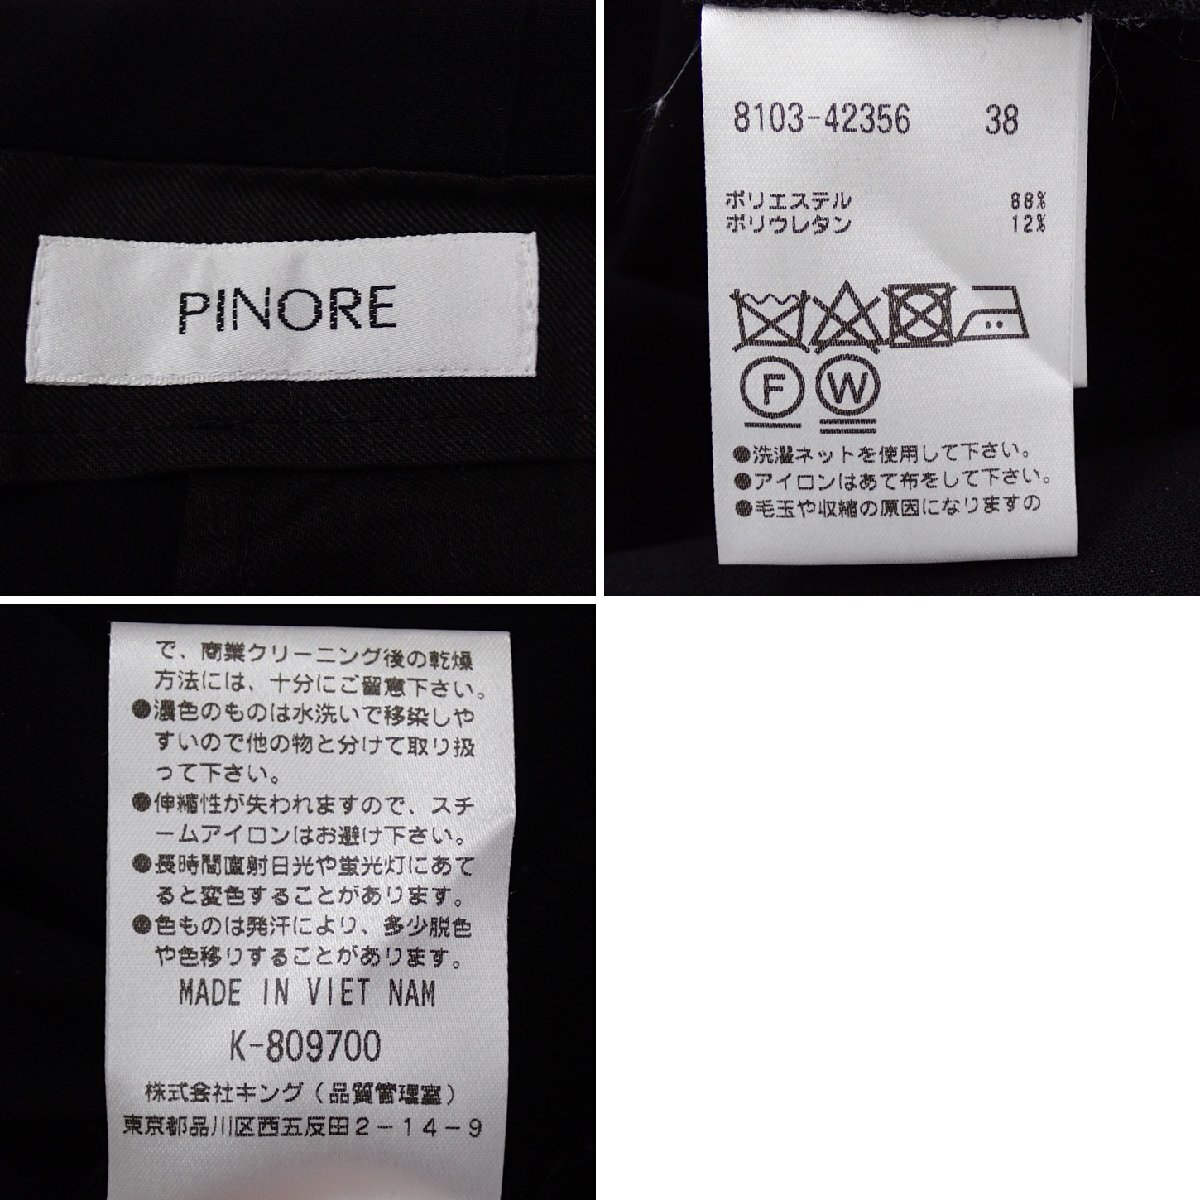 PINORE
8103-42356 38
ポリエステル 88%
ポリウレタン 12%
F W
●洗濯ネットを使用して下さい。
●アイロンはあて布をして下さい。
●毛玉や収縮の原因になりますの
で、商業クリーニング後の乾燥
方法には、十分にご留意下さい。
●濃色のものは水洗いで移染しや
すいので他の物と分けて取り扱
って下さい。
●伸縮性が失われますので、スチ
ームアイロンはお避け下さい。
●長時間直射日光や蛍光灯にあて
ると変色することがあります。
●色ものは発汗により、多少脱色
や色移りすることがあります。
MADE IN VIET NAM
K-809700
株式会社キング(品質管理室)
東京都品川区西五反田2-14-9